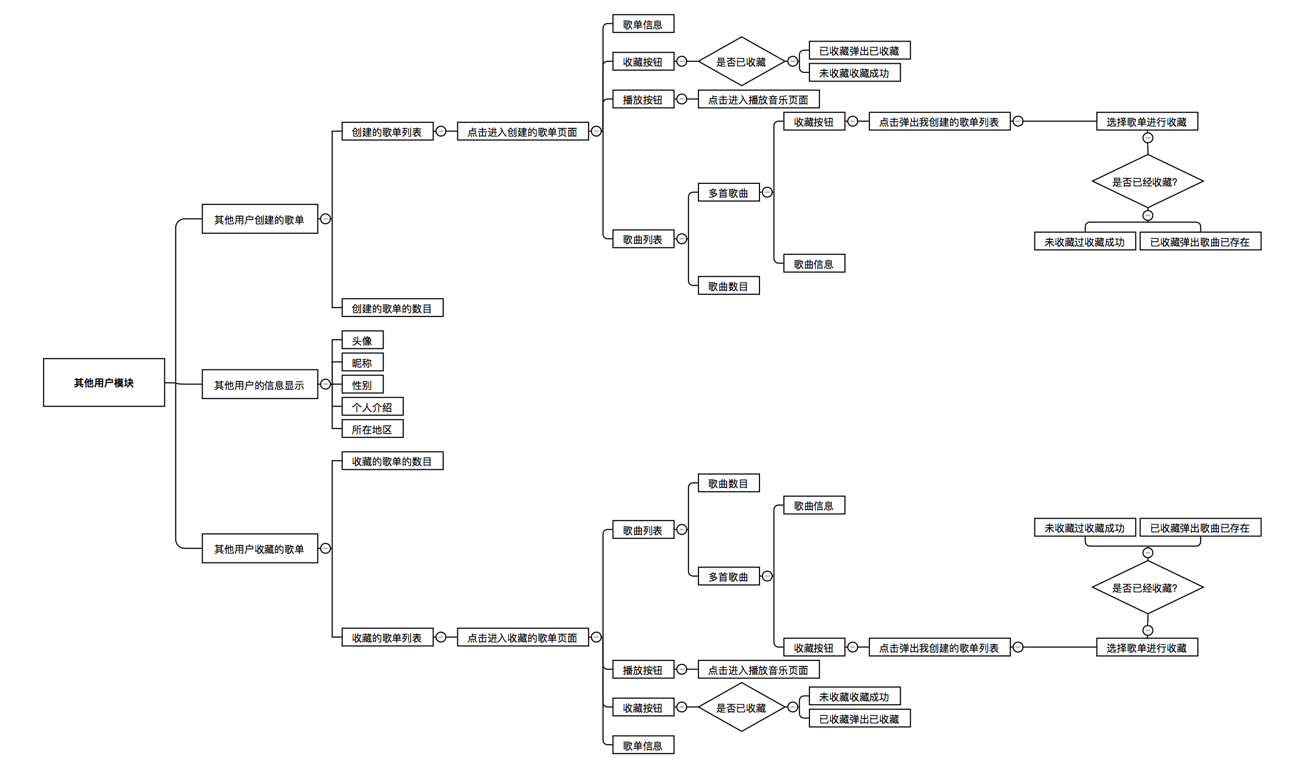 歌单信息
收藏按钮
是否已收藏
已收藏弹出已收藏
未收藏收藏成功
播放按钮
点击进入播放音乐页面
创建的歌单列表
点击进入创建的歌单页面
收藏按钮
点击弹出我创建的歌单列表
选择歌单进行收藏
是否已经收藏?
未收藏过收藏成功
已收藏弹出歌曲已存在
多首歌曲
其他用户创建的歌单
歌曲列表
歌曲信息
歌曲数目
创建的歌单的数目
头像
昵称
其他用户模块
其他用户的信息显示
性别
个人介绍
所在地区
收藏的歌单的数目
歌曲数目
歌曲信息
歌曲列表
未收藏过收藏成功
已收藏弹出歌曲已存在
其他用户收藏的歌单
多首歌曲
是否已经收藏?
收藏的歌单列表
点击进入收藏的歌单页面
收藏按钮
点击弹出我创建的歌单列表
选择歌单进行收藏
播放按钮
点击进入播放音乐页面
收藏按钮
是否已收藏
未收藏收藏成功
已收藏弹出已收藏
歌单信息